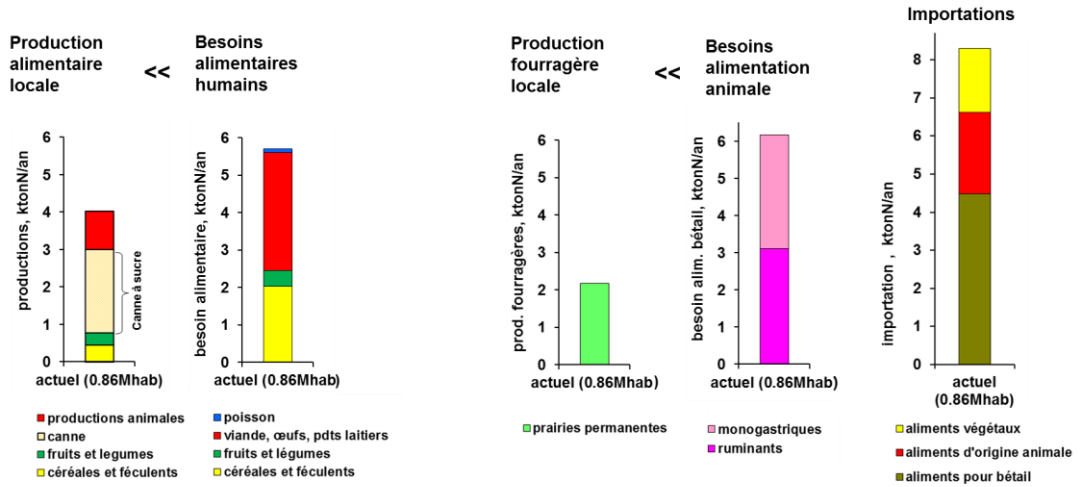 Importations
Production
alimentaire
locale
<<
Besoins
alimentaires
humains
Production
fourragère
locale
<<
Besoins
alimentation
animale
productions, ktonN/an
6
5
4
3
2
1
0
Canne à sucre
actuel (0.86Mhab)
productions animales
canne
fruits et legumes
céréales et féculents
besoin alimentaire, ktonN/an
6
5
4
3
2
1
0
actuel (0.86Mhab)
poisson
viande, œufs, pdts laitiers
fruits et légumes
céréales et féculents
prod. fourragères, ktonN/an
6
5
4
3
2
1
0
actuel (0.86Mhab)
prairies permanentes
besoin alim. bétail, ktonN/an
6
5
4
3
2
1
0
actuel (0.86Mhab)
monogastriques
ruminants
importation , ktonN/an
8
7
6
5
4
3
2
1
0
actuel
(0.86Mhab)
aliments végétaux
aliments d'origine animale
aliments pour bétail